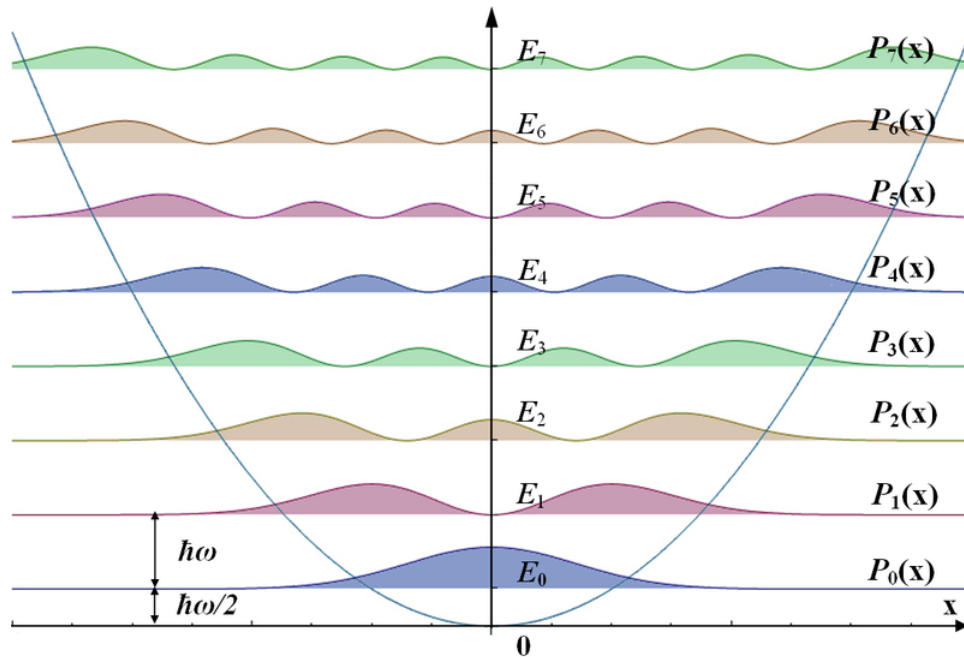 E₇ P₇(x)
E₆ P₆(x)
E₅ P₅(x)
E₄ P₄(x)
E₃ P₃(x)
E₂ P₂(x)
E₁ P₁(x)
ħω
E₀ P₀(x)
ħω/2 x
0